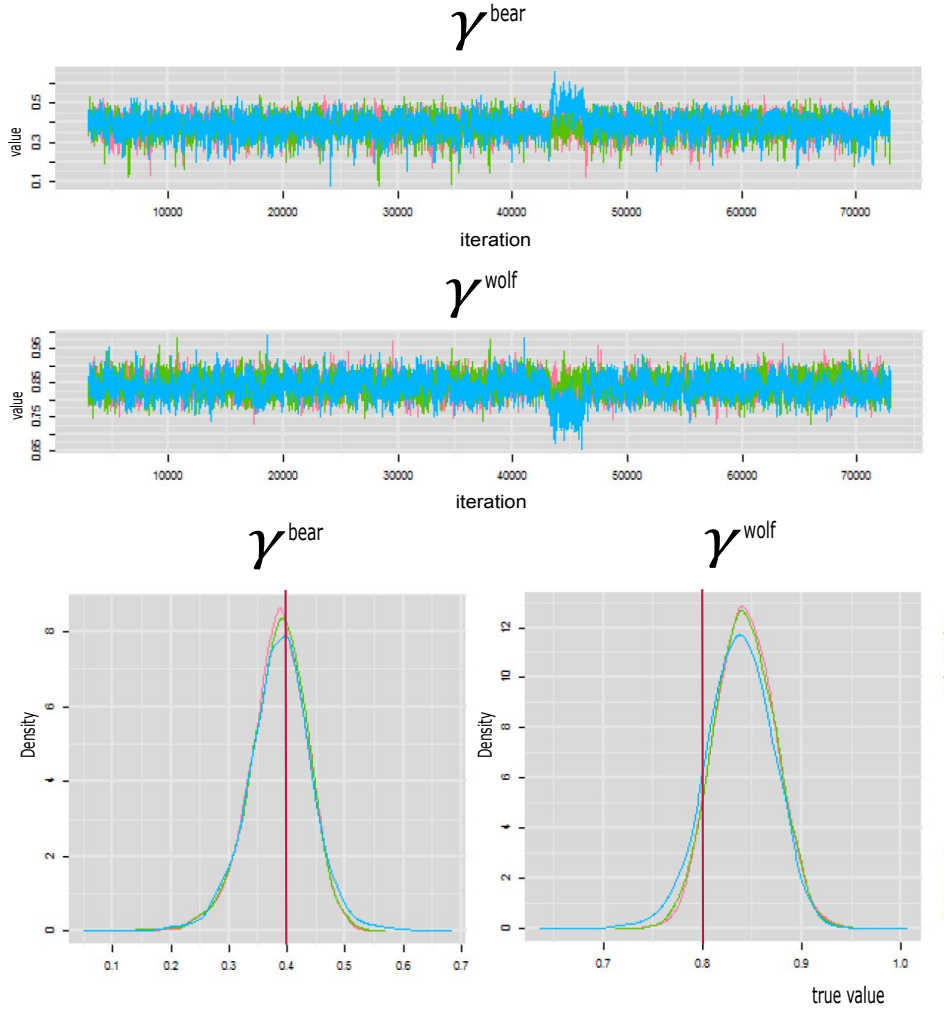 γ bear
value
0.1 0.3 0.5
10000 20000 30000 40000 50000 60000 70000
iteration
γ wolf
value
0.65 0.75 0.85 0.95
10000 20000 30000 40000 50000 60000 70000
iteration
γ bear
γ wolf
Density
0 2 4 6 8
0.1 0.2 0.3 0.4 0.5 0.6 0.7
Density
0 2 4 6 8 10 12
0.7 0.8 0.9 1.0
true value